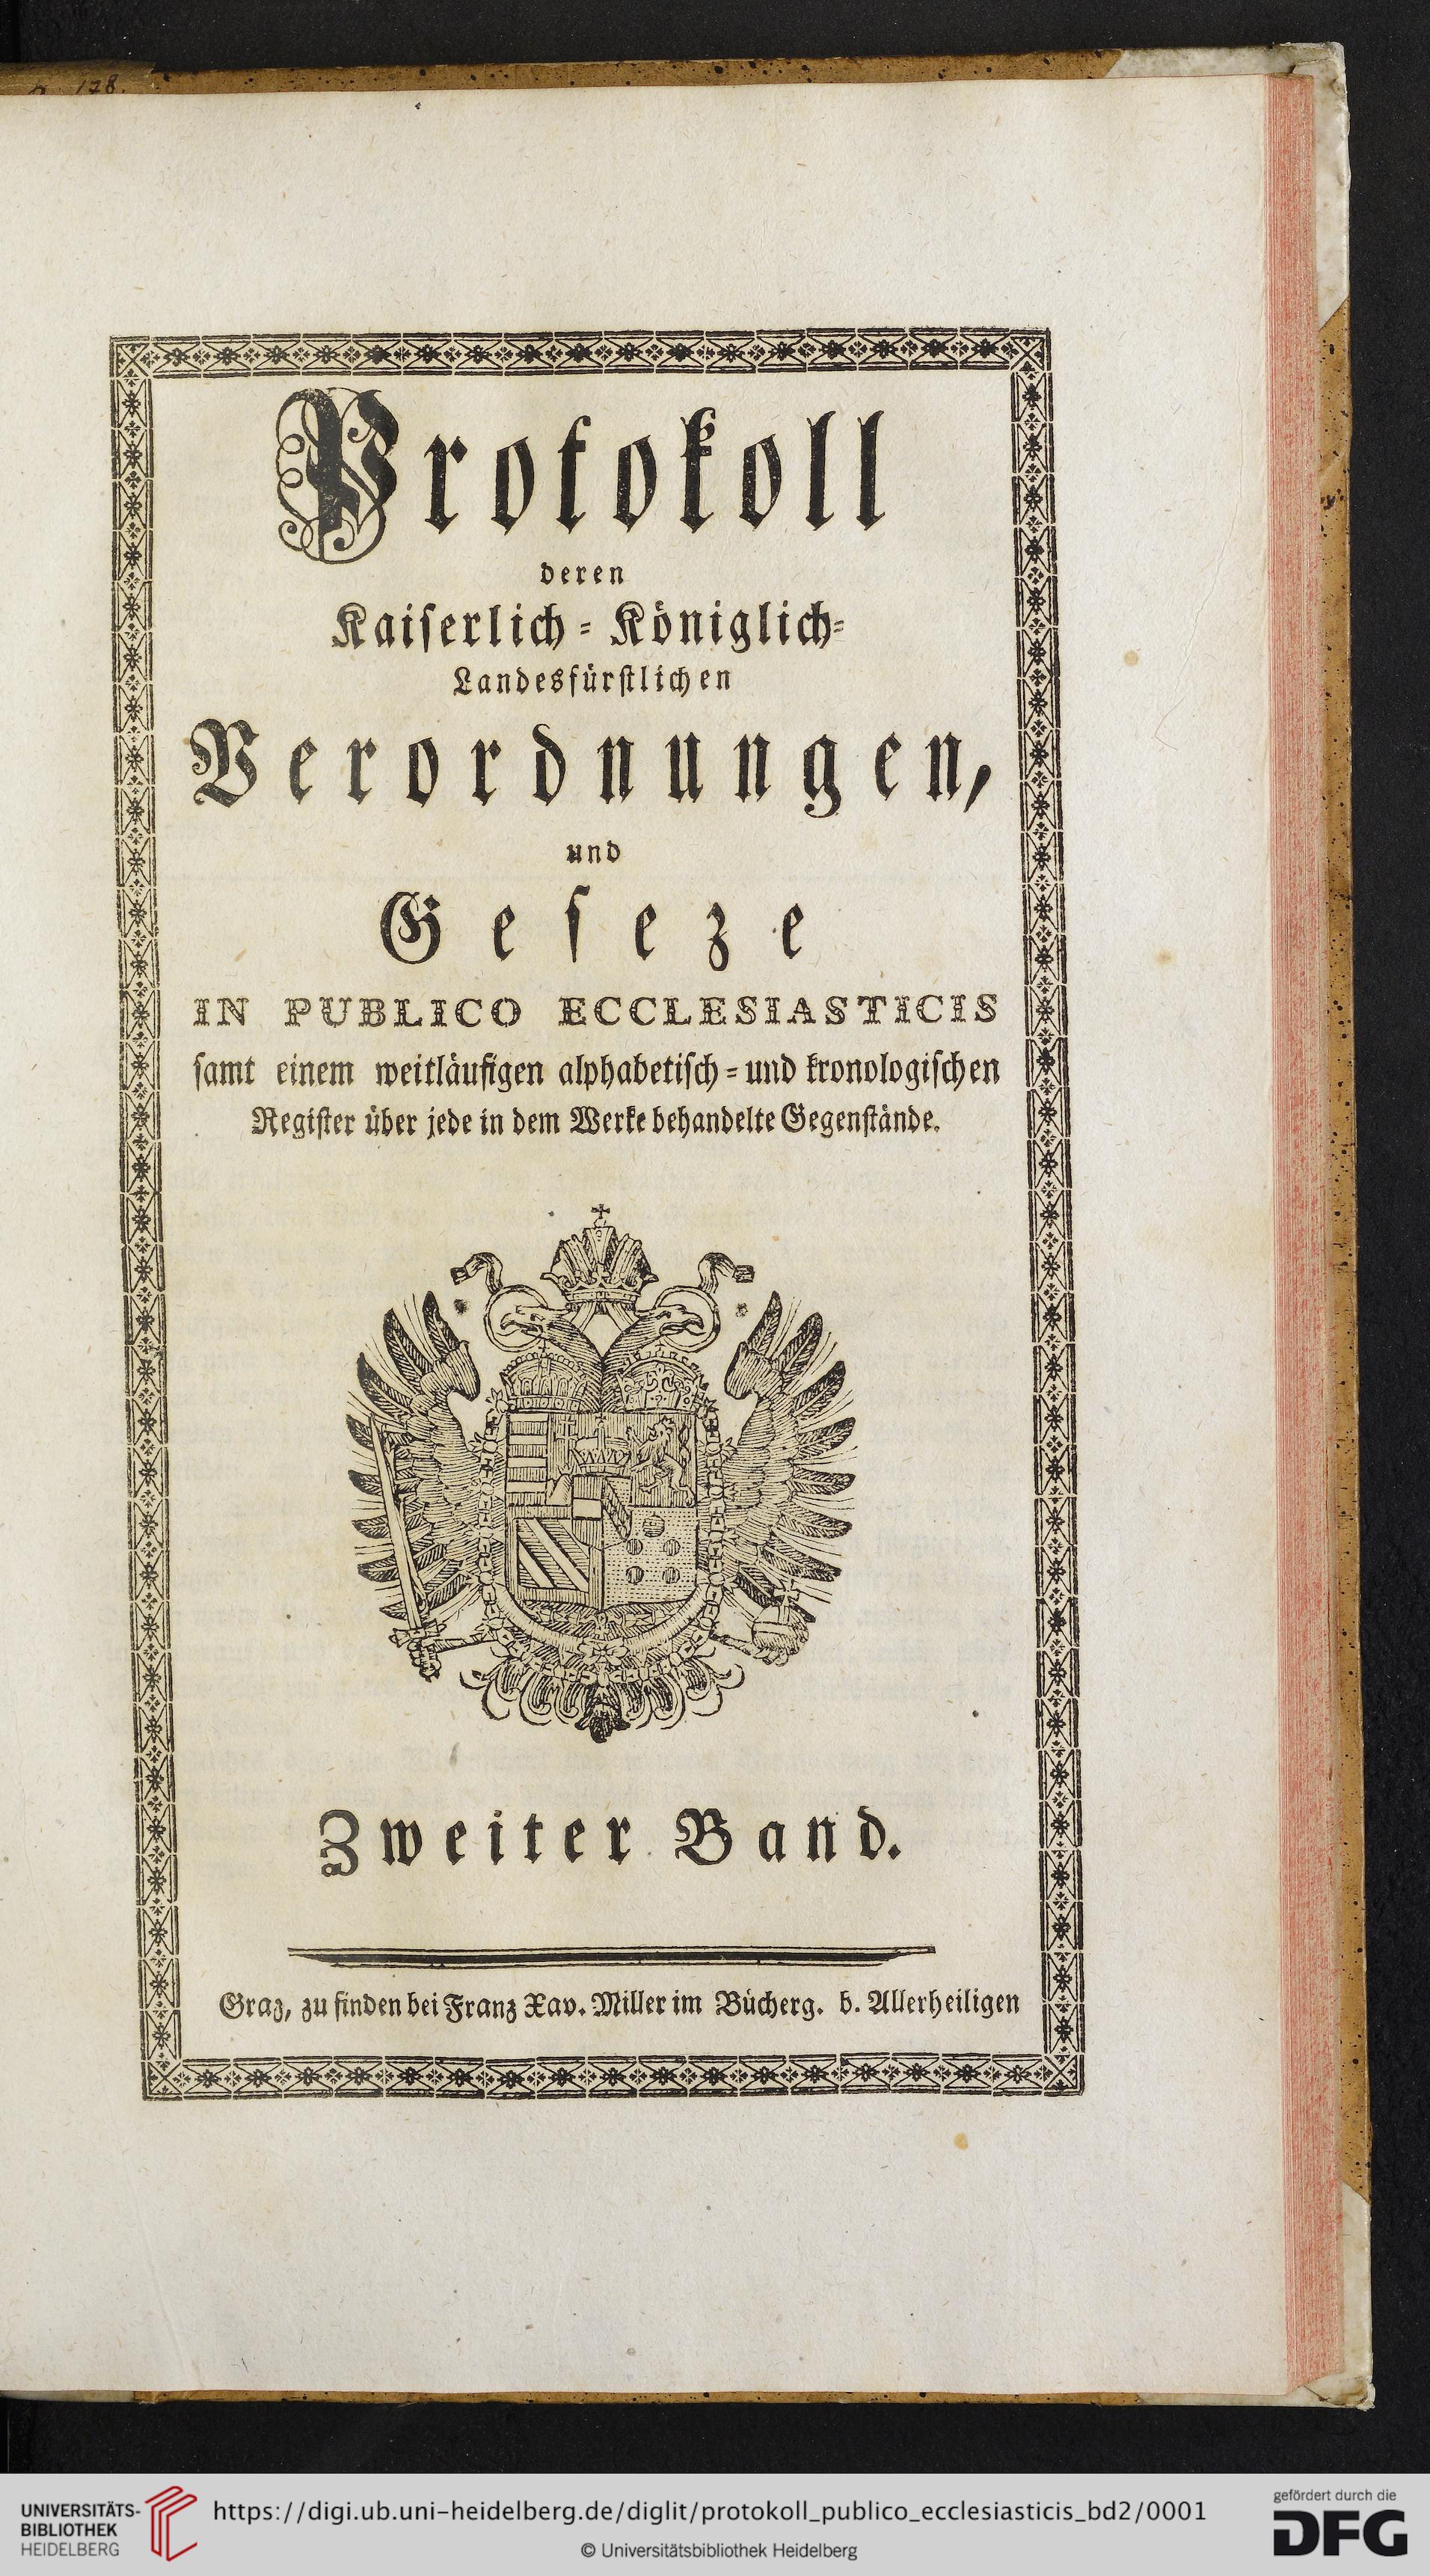 178.
Protokoll
deren
Kaiserlich = Königlich=
Landesfürstlichen
Verordnungen,
und
Geseze
IN PUBLICO ECCLESIASTICIS
samt einem weitläufigen alphabetisch = und kronologischen
Register über jede in dem Werke behandelte Gegenstände.
Zweiter Band.
Graz, zu finden bei Franz Xav. Miller im Bücherg. b. Allerheiligen
UNIVERSITÄTS-
BIBLIOTHEK
HEIDELBERG
https://digi.ub.uni-heidelberg.de/diglit/protokoll_publico_ecclesiasticis_bd2/0001
© Universitätsbibliothek Heidelberg
gefördert durch die
DFG